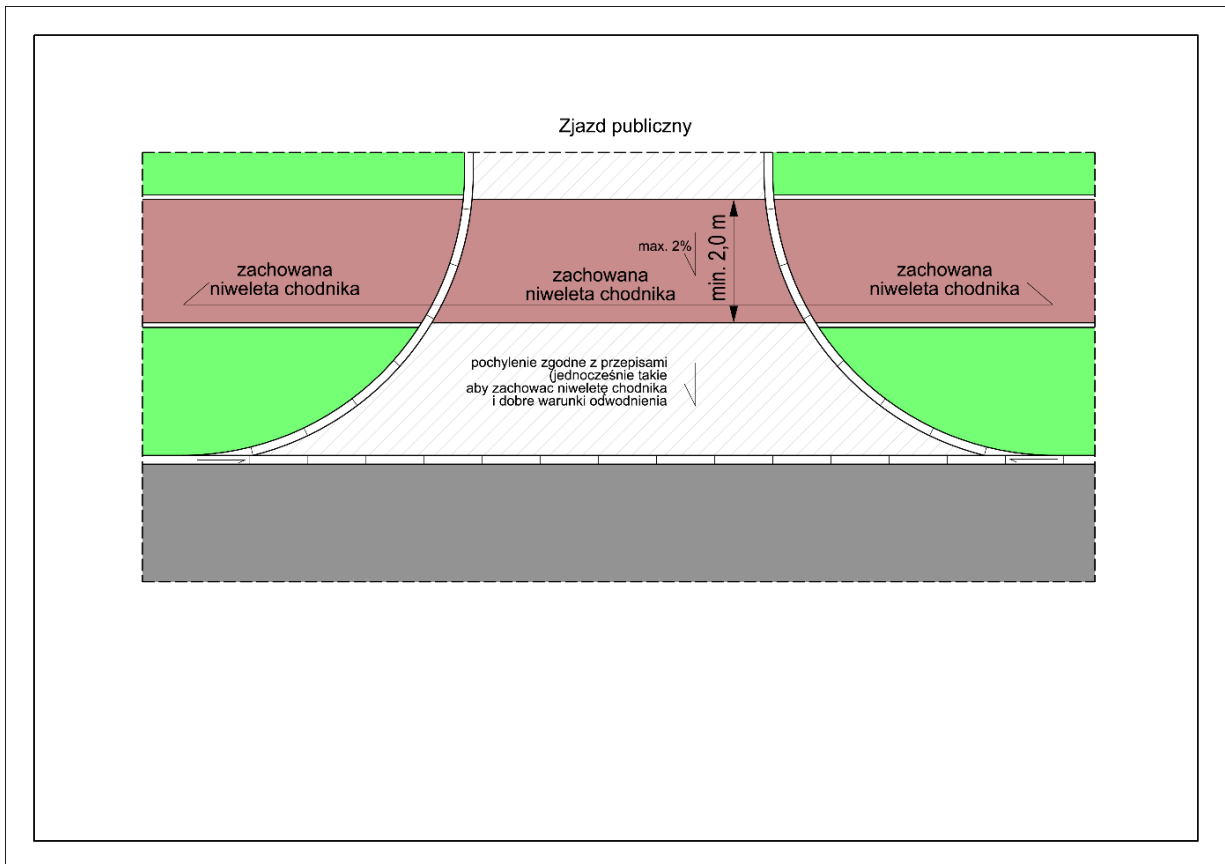 Zjazd publiczny
max. 2%
min. 2,0 m
zachowana
niweleta chodnika
zachowana
niweleta chodnika
zachowana
niweleta chodnika
pochylenie zgodne z przepisami
(jednocześnie takie
aby zachować niweletę chodnika
i dobre warunki odwodnienia